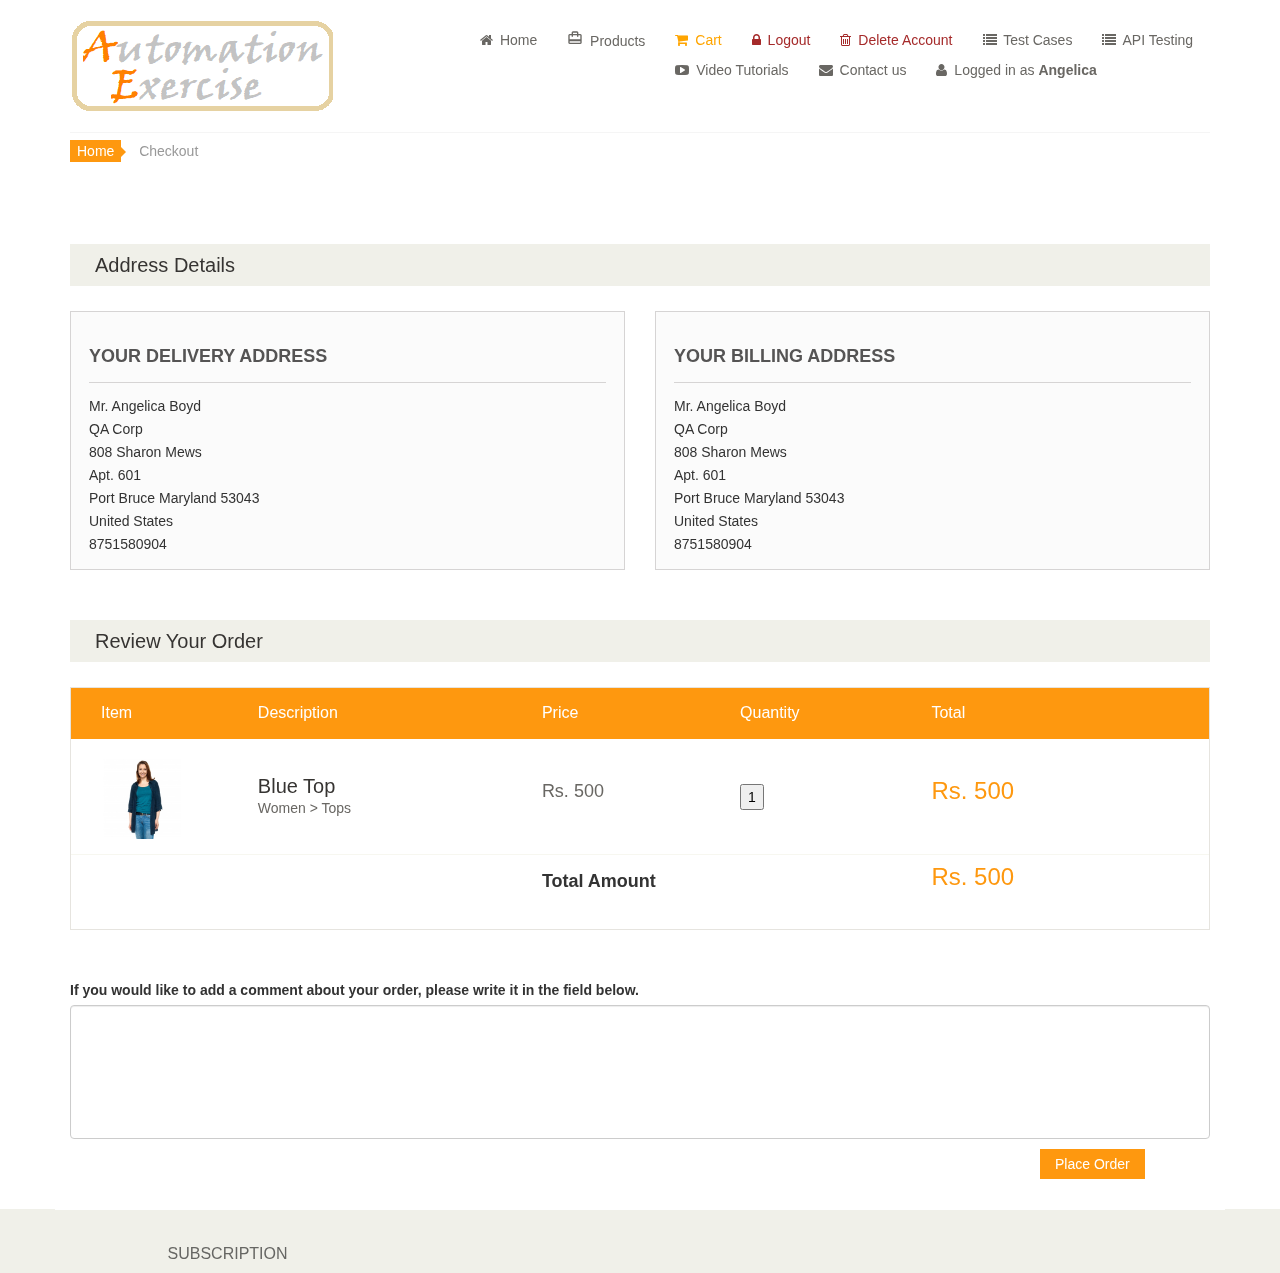 Automation
Exercise
Home Products Cart Logout Delete Account Test Cases API Testing
Video Tutorials Contact us Logged in as Angelica
Home Checkout
Address Details
YOUR DELIVERY ADDRESS
Mr. Angelica Boyd
QA Corp
808 Sharon Mews
Apt. 601
Port Bruce Maryland 53043
United States
8751580904
YOUR BILLING ADDRESS
Mr. Angelica Boyd
QA Corp
808 Sharon Mews
Apt. 601
Port Bruce Maryland 53043
United States
8751580904
Review Your Order
Item Description Price Quantity Total
Blue Top
Women > Tops
Rs. 500
1
Rs. 500
Total Amount Rs. 500
If you would like to add a comment about your order, please write it in the field below.
Place Order
SUBSCRIPTION